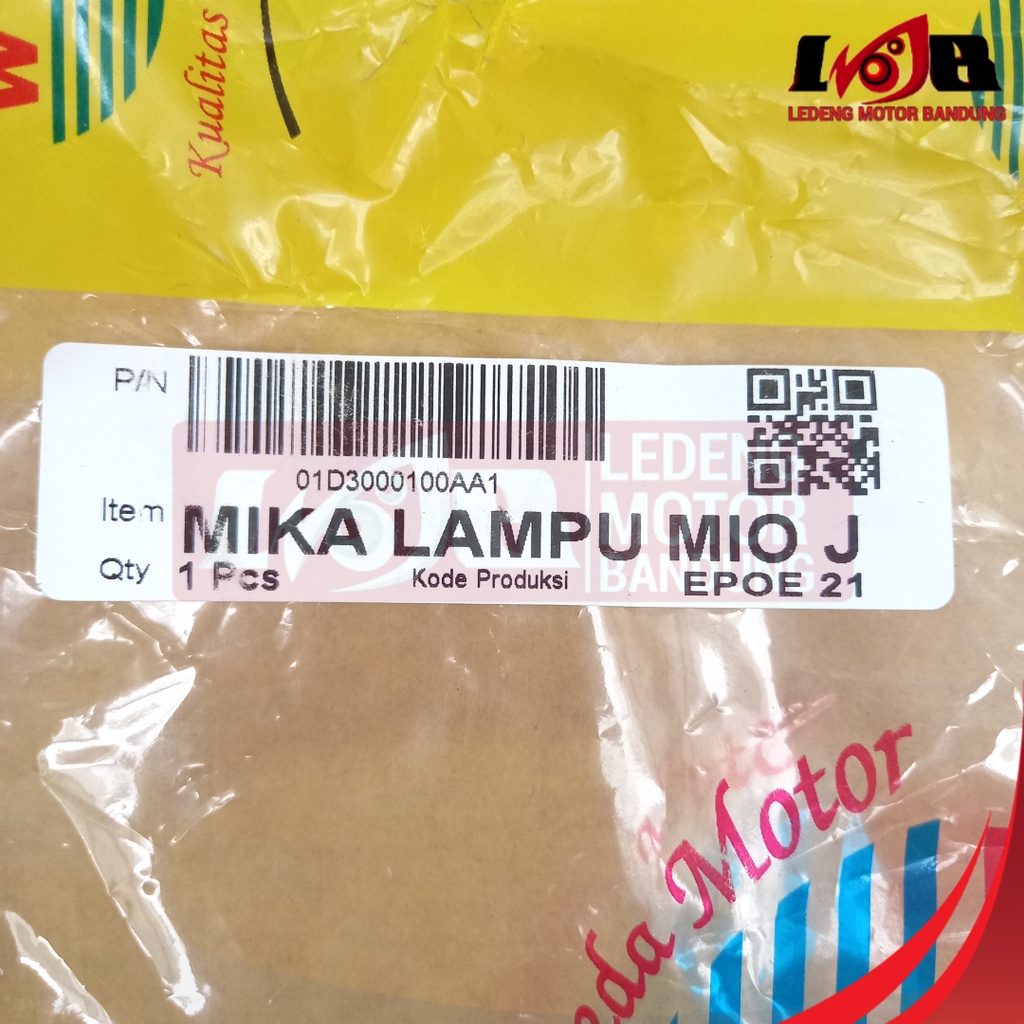 Kualitas
LEDENG MOTOR BANDUNG
P/N
01D3000100AA1
Item MIKA LAMPU MIO J
Qty 1 Pcs Kode Produksi EPOE 21
LEDENG
MOTOR
BANDUNG
Motor